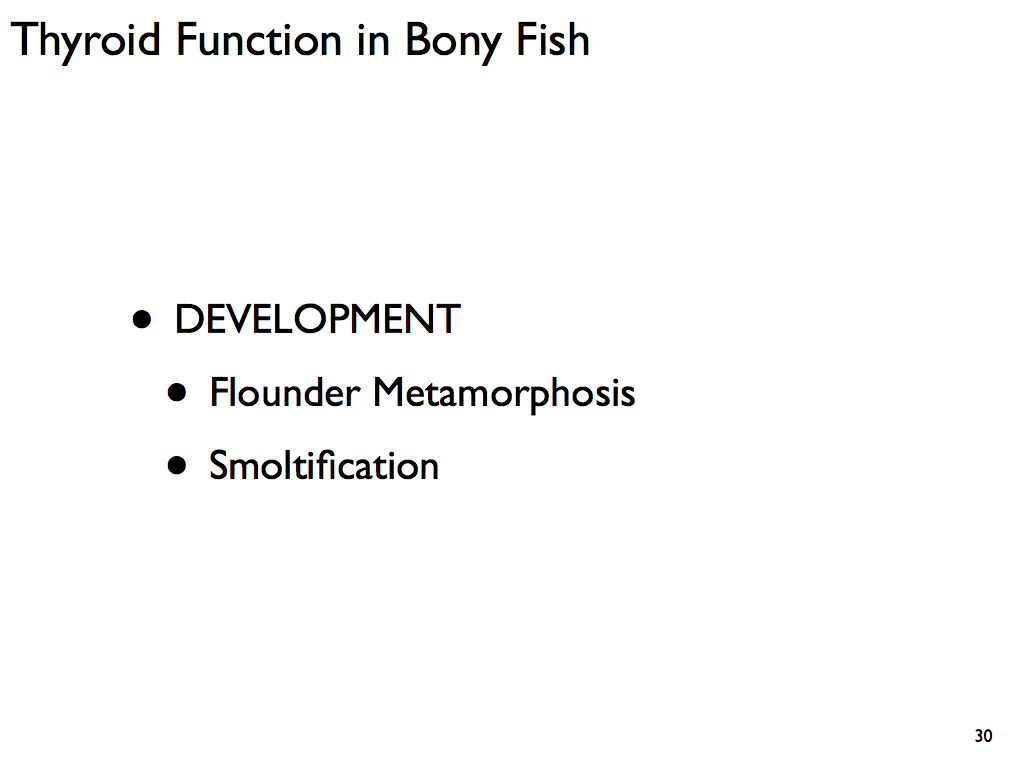 Thyroid Function in Bony Fish
• DEVELOPMENT
• Flounder Metamorphosis
• Smoltification
30